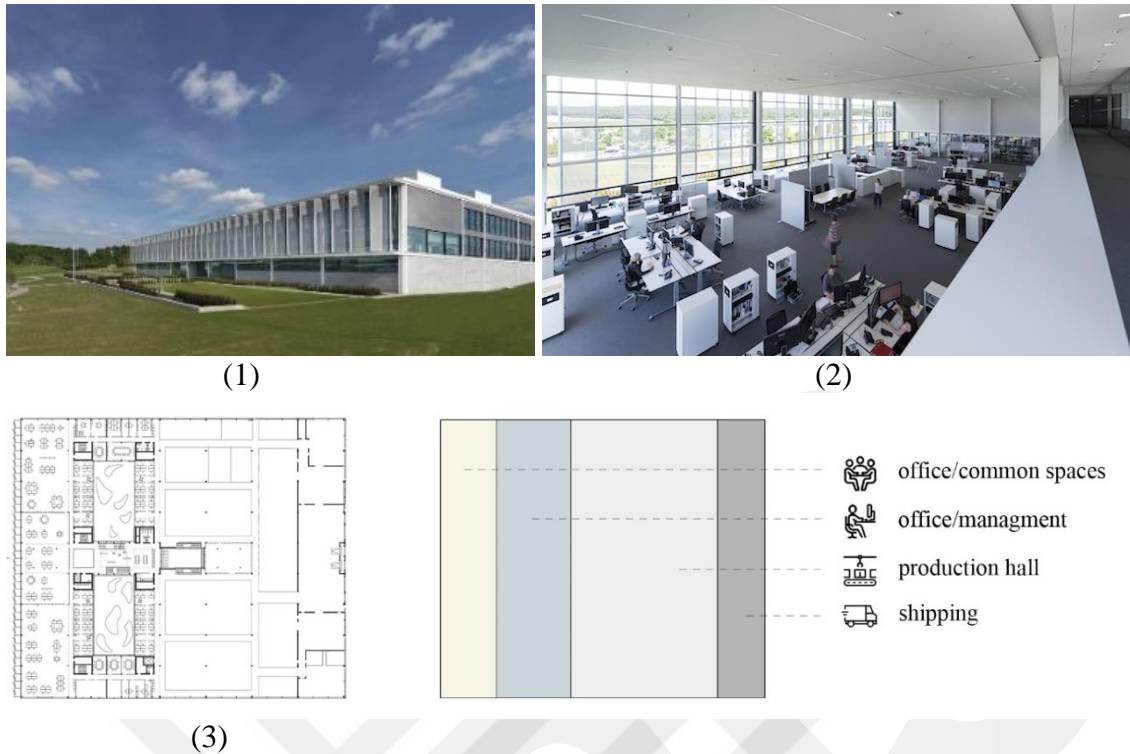 (1)
(2)
office/common spaces
office/managment
production hall
shipping
(3)